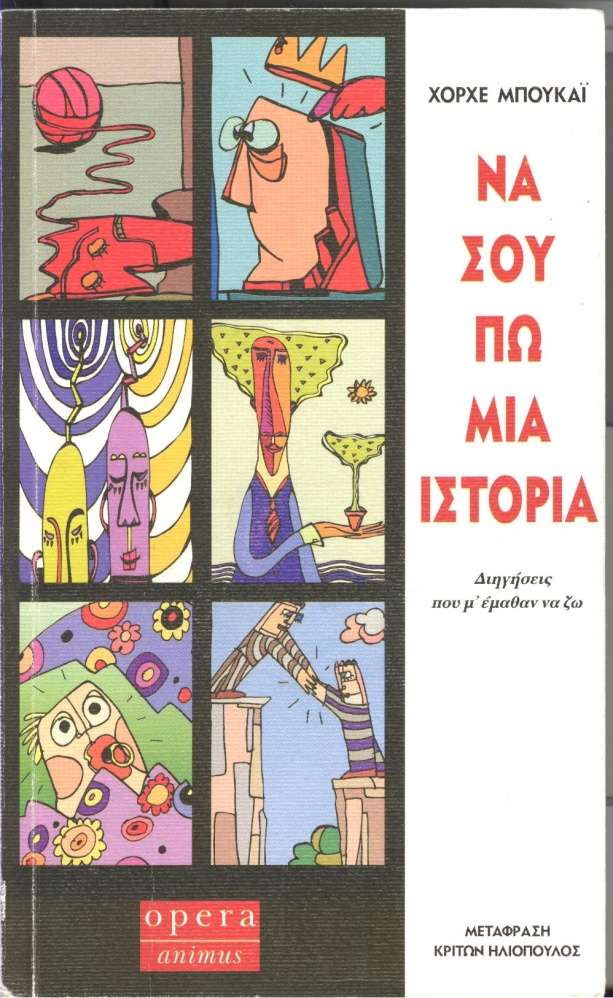 ΧΟΡΧΕ ΜΠΟΥΚΑΪ
ΝΑ
ΣΟΥ
ΠΩ
ΜΙΑ
ΙΣΤΟΡΙΑ
Διηγήσεις
που μ' έμαθαν να ζω
opera
animus
ΜΕΤΑΦΡΑΣΗ
ΚΡΙΤΩΝ ΗΛΙΟΠΟΥΛΟΣ